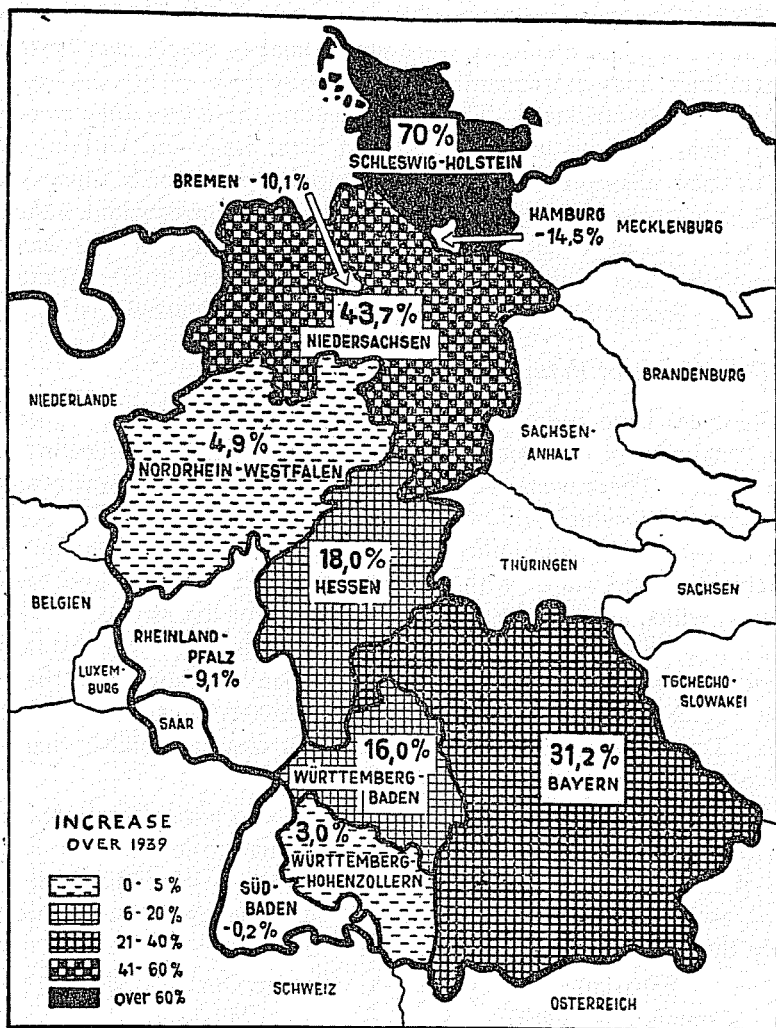 70%
SCHLESWIG-HOLSTEIN
BREMEN -10,1%
HAMBURG
-14,5%
MECKLENBURG
43,7%
NIEDERSACHSEN
NIEDERLANDE
BRANDENBURG
4,9%
NORDRHEIN-WESTFALEN
SACHSEN-
ANHALT
18,0%
HESSEN
THÜRINGEN
SACHSEN
BELGIEN
RHEINLAND-
PFALZ
-9,1%
LUXEM-
BURG
SAAR
TSCHECHO-
SLOWAKEI
16,0%
WÜRTTEMBERG-
BADEN
31,2%
BAYERN
3,0%
WÜRTTEMBERG-
HOHENZOLLERN
SÜD-
BADEN
-0,2%
INCREASE
OVER 1939
0-5%
6-20%
21-40%
41-60%
over 60%
SCHWEIZ
ÖSTERREICH